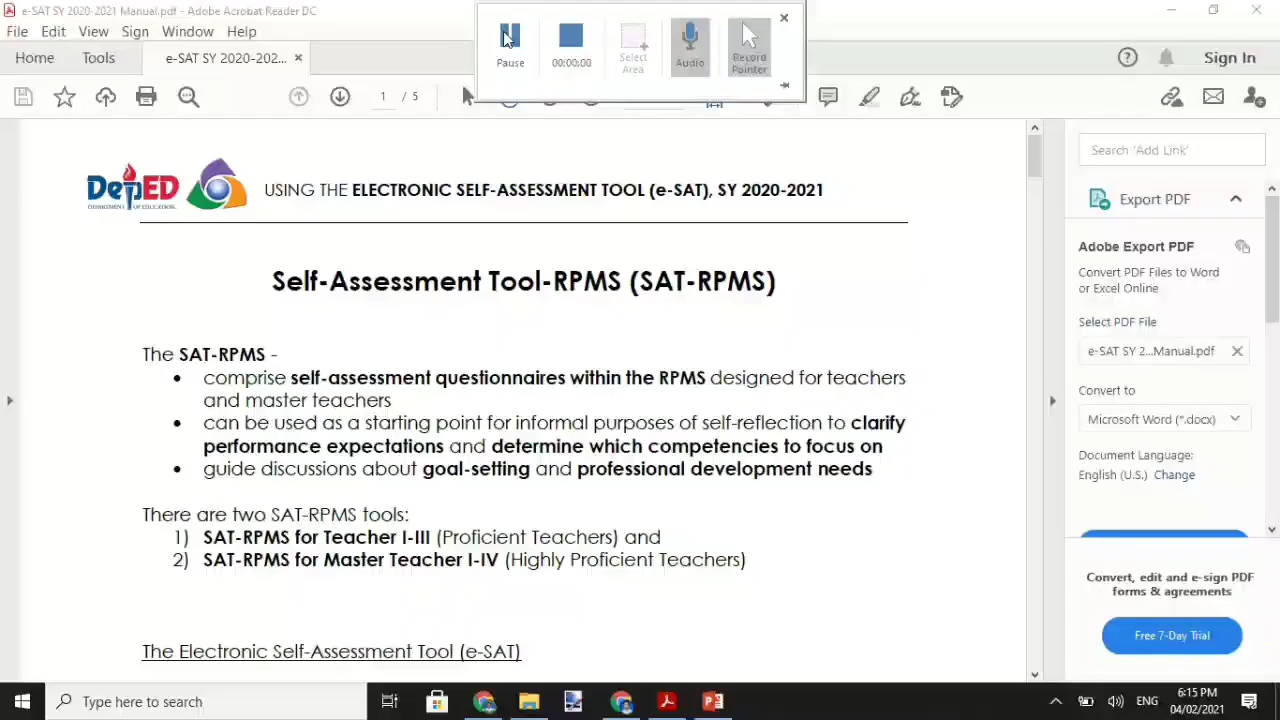 e-SAT SY 2020-2021 Manual.pdf - Adobe Acrobat Reader DC
File Edit View Sign Window Help
Home Tools e-SAT SY 2020-202... ×
Pause 00:00:00 Select Area Audio Record Pointer
Sign In
1 / 5
DepED
DEPARTMENT OF EDUCATION
USING THE ELECTRONIC SELF-ASSESSMENT TOOL (e-SAT), SY 2020-2021
Self-Assessment Tool-RPMS (SAT-RPMS)
The SAT-RPMS -
• comprise self-assessment questionnaires within the RPMS designed for teachers
and master teachers
• can be used as a starting point for informal purposes of self-reflection to clarify
performance expectations and determine which competencies to focus on
• guide discussions about goal-setting and professional development needs
There are two SAT-RPMS tools:
1) SAT-RPMS for Teacher I-III (Proficient Teachers) and
2) SAT-RPMS for Master Teacher I-IV (Highly Proficient Teachers)
The Electronic Self-Assessment Tool (e-SAT)
Search 'Add Link'
Export PDF
Adobe Export PDF
Convert PDF Files to Word
or Excel Online
Select PDF File
e-SAT SY 2...Manual.pdf
Convert to
Microsoft Word (*.docx)
Document Language:
English (U.S.) Change
Convert, edit and e-sign PDF
forms & agreements
Free 7-Day Trial
Type here to search
ENG
6:15 PM
04/02/2021